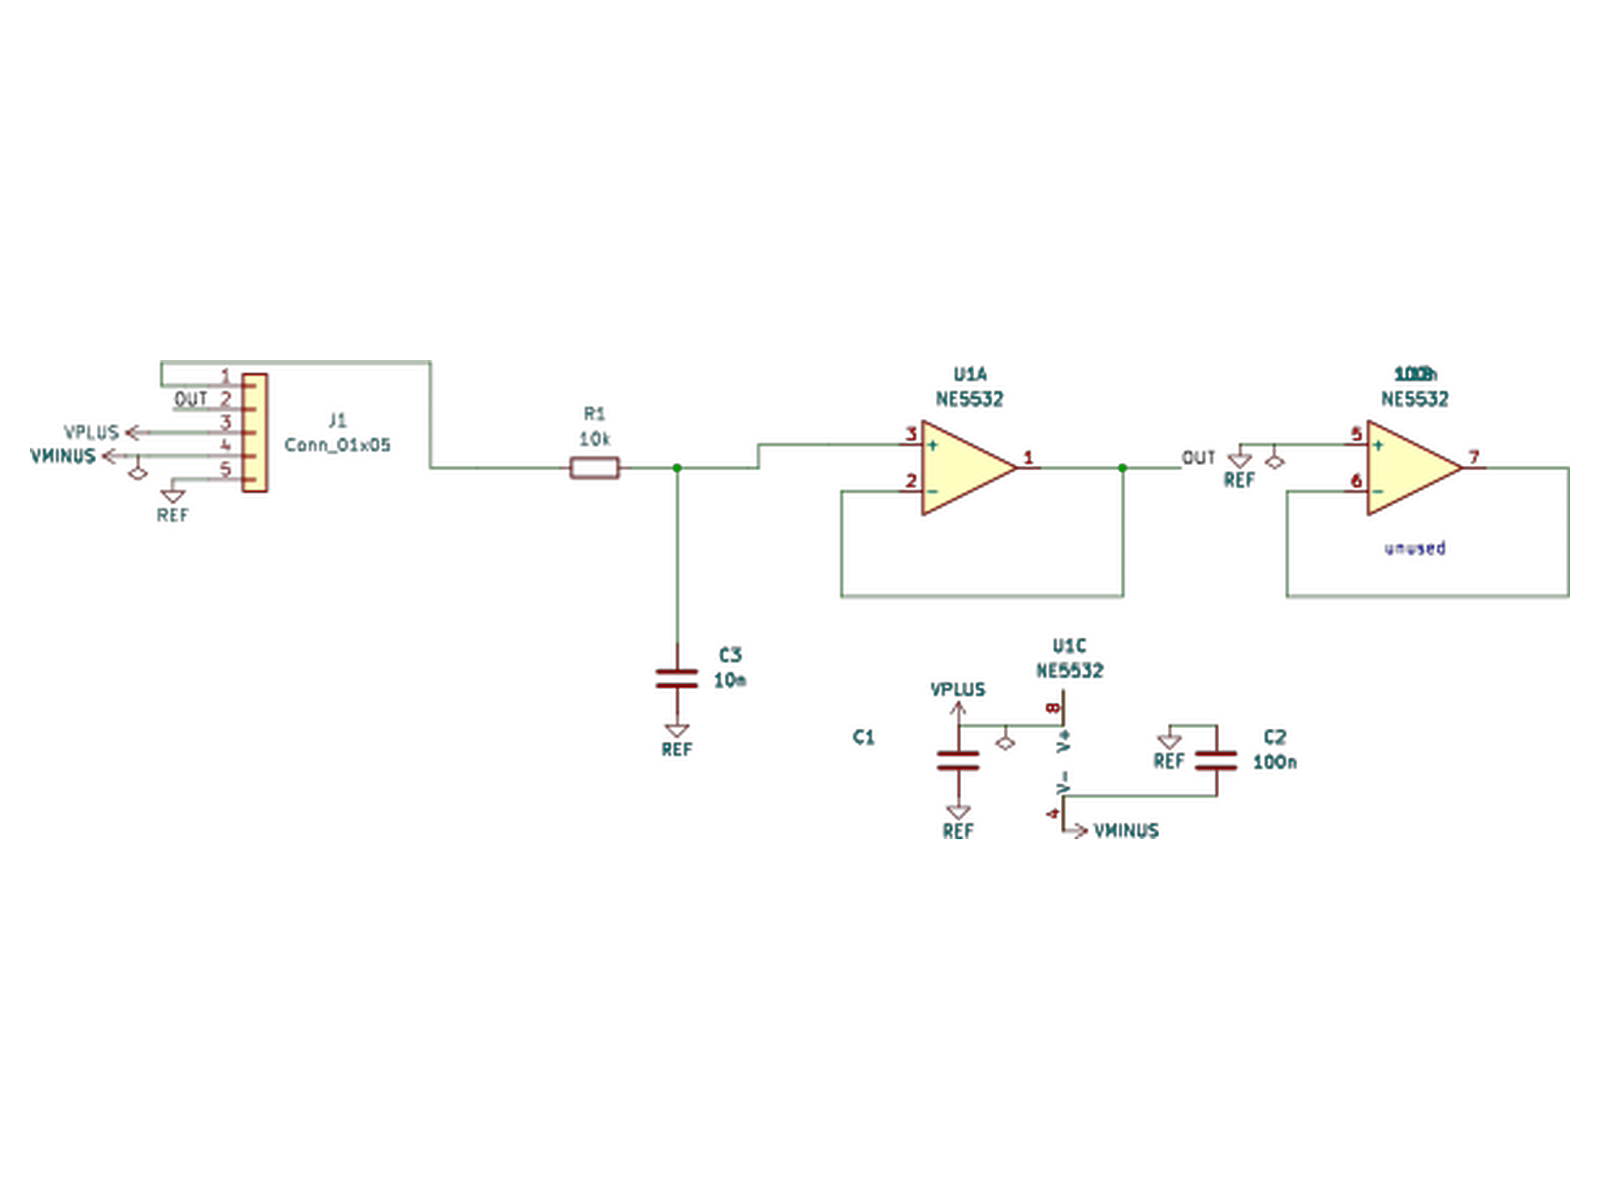 1
OUT 2
VPLUS 3
VMINUS 4
5
REF
J1
Conn_01x05
R1
10k
C3
10n
REF
U1A
NE5532
3
+
2
-
1
OUT
REF
NE5532
5
+
6
-
7
unused
U1C
NE5532
VPLUS
C1
REF
8
V+
V-
4
VMINUS
REF
C2
100n